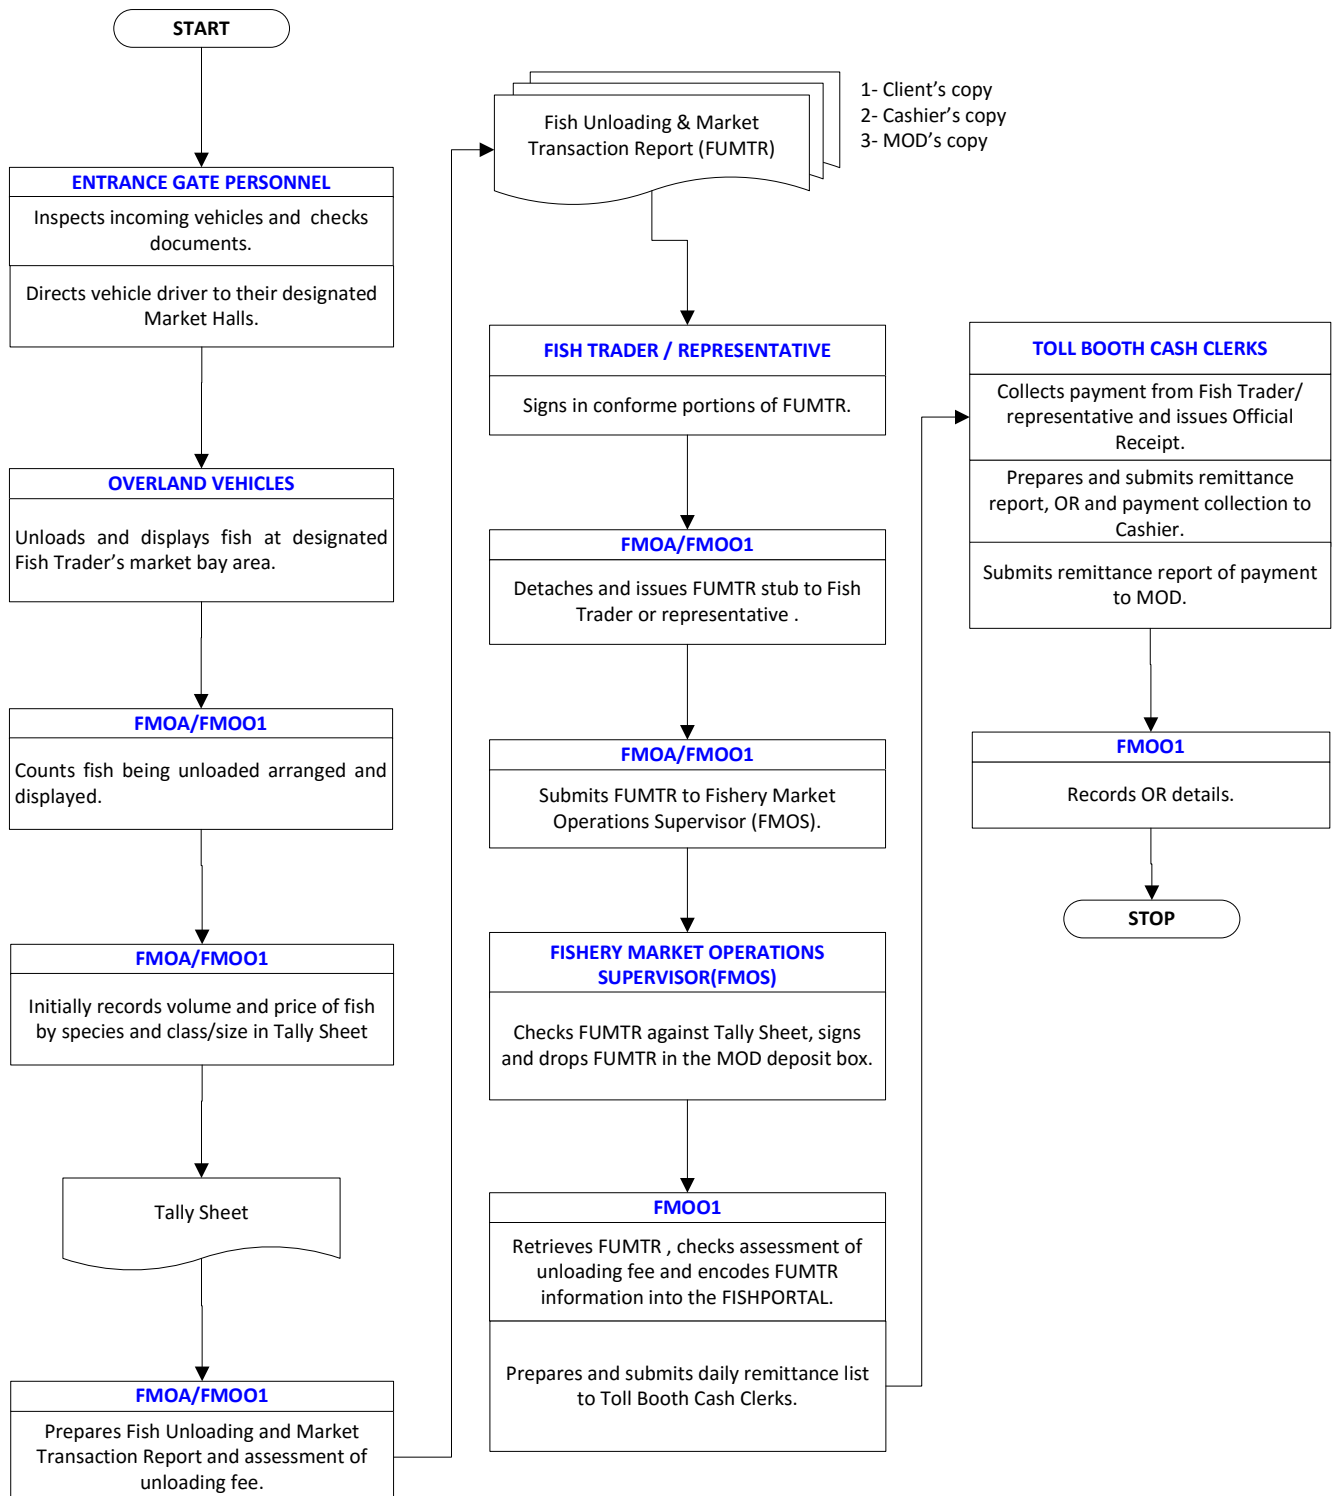 START
ENTRANCE GATE PERSONNEL
Inspects incoming vehicles and checks
documents.
Directs vehicle driver to their designated
Market Halls.
OVERLAND VEHICLES
Unloads and displays fish at designated
Fish Trader’s market bay area.
FMOA/FMOO1
Counts fish being unloaded arranged and
displayed.
FMOA/FMOO1
Initially records volume and price of fish
by species and class/size in Tally Sheet
Tally Sheet
FMOA/FMOO1
Prepares Fish Unloading and Market
Transaction Report and assessment of
unloading fee.
Fish Unloading & Market
Transaction Report (FUMTR)
1- Client’s copy
2- Cashier’s copy
3- MOD’s copy
FISH TRADER / REPRESENTATIVE
Signs in conforme portions of FUMTR.
FMOA/FMOO1
Detaches and issues FUMTR stub to Fish
Trader or representative .
FMOA/FMOO1
Submits FUMTR to Fishery Market
Operations Supervisor (FMOS).
FISHERY MARKET OPERATIONS
SUPERVISOR(FMOS)
Checks FUMTR against Tally Sheet, signs
and drops FUMTR in the MOD deposit box.
FMOO1
Retrieves FUMTR , checks assessment of
unloading fee and encodes FUMTR
information into the FISHPORTAL.
Prepares and submits daily remittance list
to Toll Booth Cash Clerks.
TOLL BOOTH CASH CLERKS
Collects payment from Fish Trader/
representative and issues Official
Receipt.
Prepares and submits remittance
report, OR and payment collection to
Cashier.
Submits remittance report of payment
to MOD.
FMOO1
Records OR details.
STOP